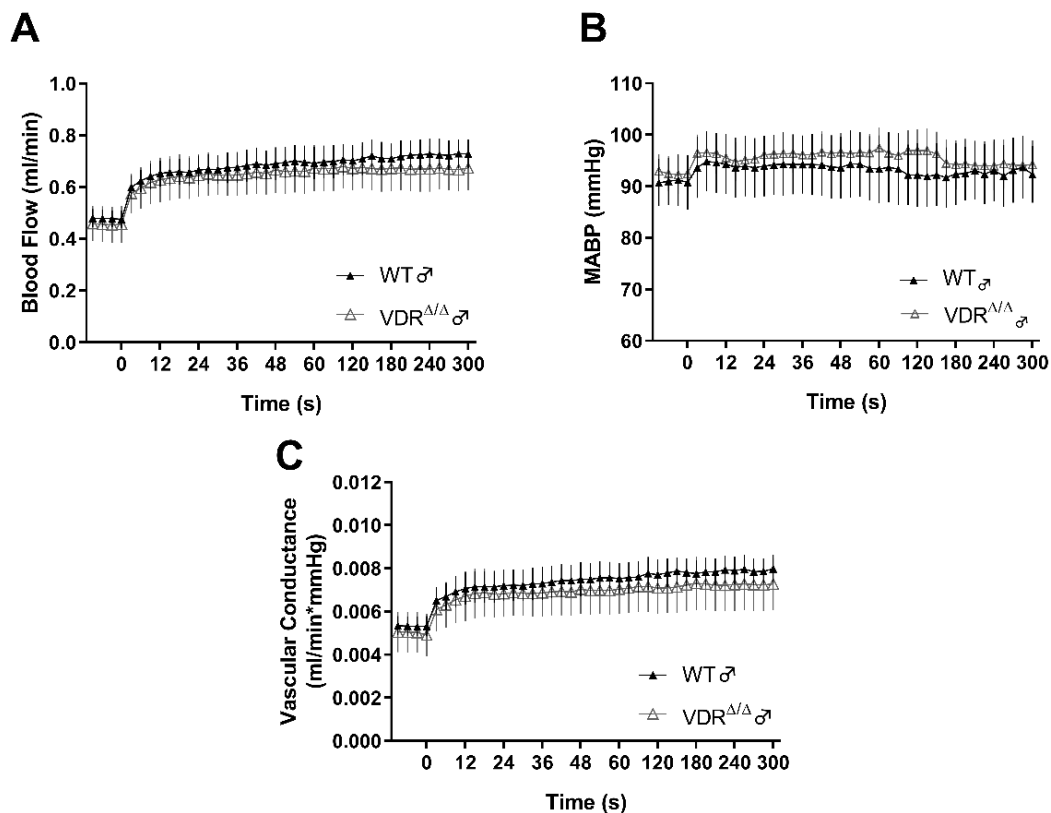 A
Blood Flow (ml/min)
1.0
0.8
0.6
0.4
0.2
0.0
WT♂
VDRΔ/Δ♂
0 12 24 36 48 60 120 180 240 300
Time (s)
B
MABP (mmHg)
110
100
90
80
70
60
WT♂
VDRΔ/Δ♂
0 12 24 36 48 60 120 180 240 300
Time (s)
C
Vascular Conductance
(ml/min*mmHg)
0.012
0.010
0.008
0.006
0.004
0.002
0.000
WT♂
VDRΔ/Δ♂
0 12 24 36 48 60 120 180 240 300
Time (s)